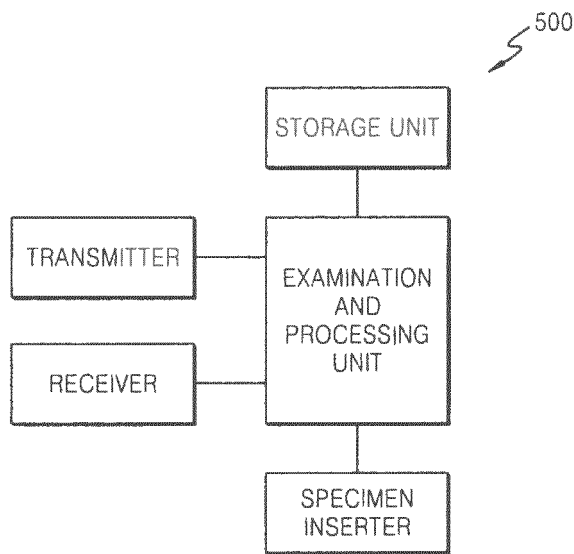 500
STORAGE UNIT
TRANSMITTER
EXAMINATION
AND
PROCESSING
UNIT
RECEIVER
SPECIMEN
INSERTER